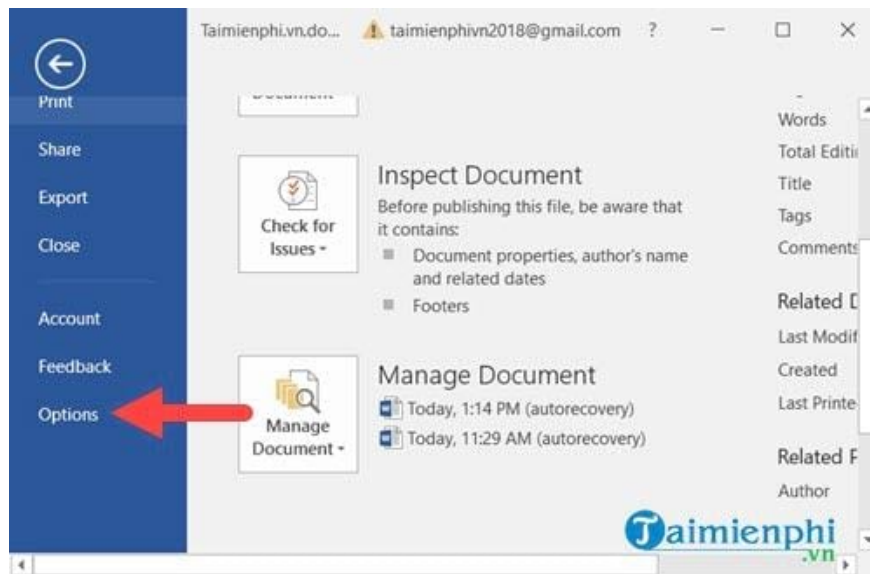 Taimienphi.vn.do... taimienphivn2018@gmail.com ?
Print
Share
Export
Close
Account
Feedback
Options
Check for
Issues
Inspect Document
Before publishing this file, be aware that
it contains:
Document properties, author's name
and related dates
Footers
Manage
Document
Manage Document
Today, 1:14 PM (autorecovery)
Today, 11:29 AM (autorecovery)
Words
Total Editi
Title
Tags
Comments
Related D
Last Modif
Created
Last Printe
Related P
Author
Taimienphi
.vn